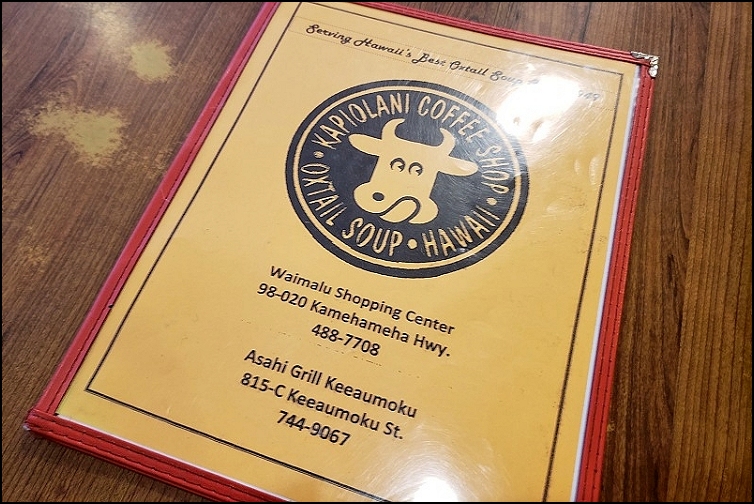 Serving Hawaii's Best Oxtail Soup
KAPIOLANI COFFEE SHOP
OXTAIL SOUP • HAWAII •
Waimalu Shopping Center
98-020 Kamehameha Hwy.
488-7708
Asahi Grill Keeaumoku
815-C Keeaumoku St.
744-9067